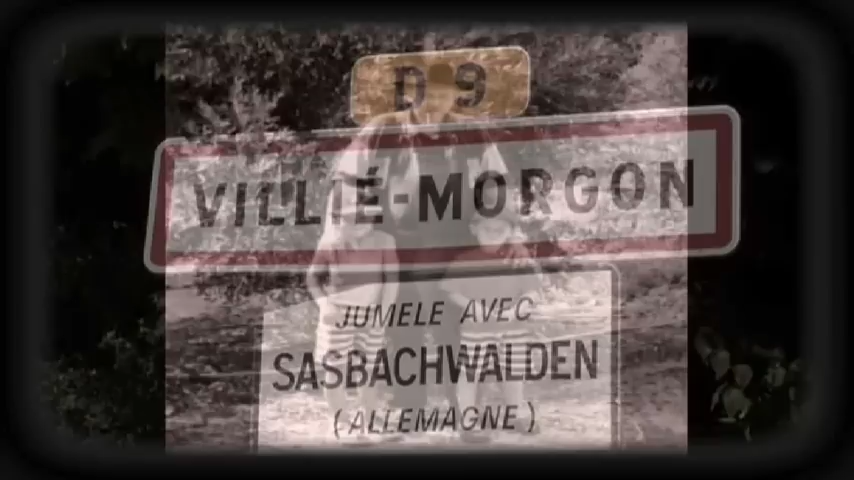 D 9
VILLIÉ-MORGON
JUMELE AVEC
SASBACHWALDEN
(ALLEMAGNE)